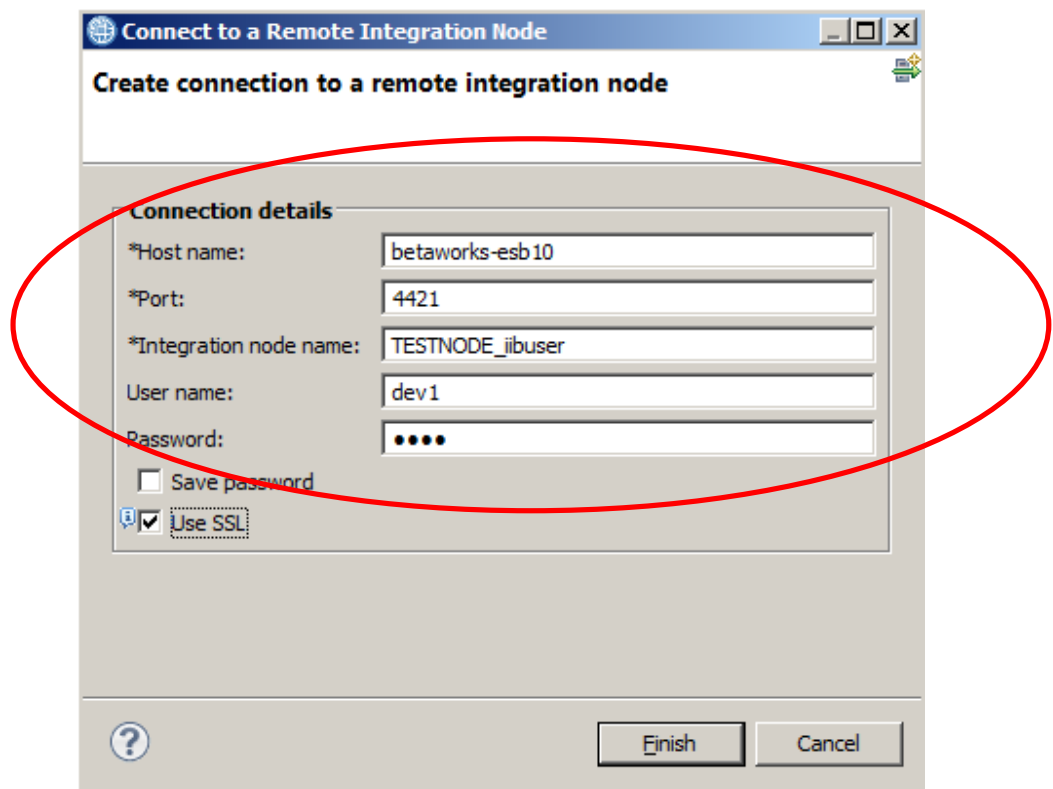 Connect to a Remote Integration Node
Create connection to a remote integration node
Connection details
*Host name: betaworks-esb10
*Port: 4421
*Integration node name: TESTNODE_iibuser
User name: dev1
Password: ●●●●
Save password
Use SSL
? Finish Cancel